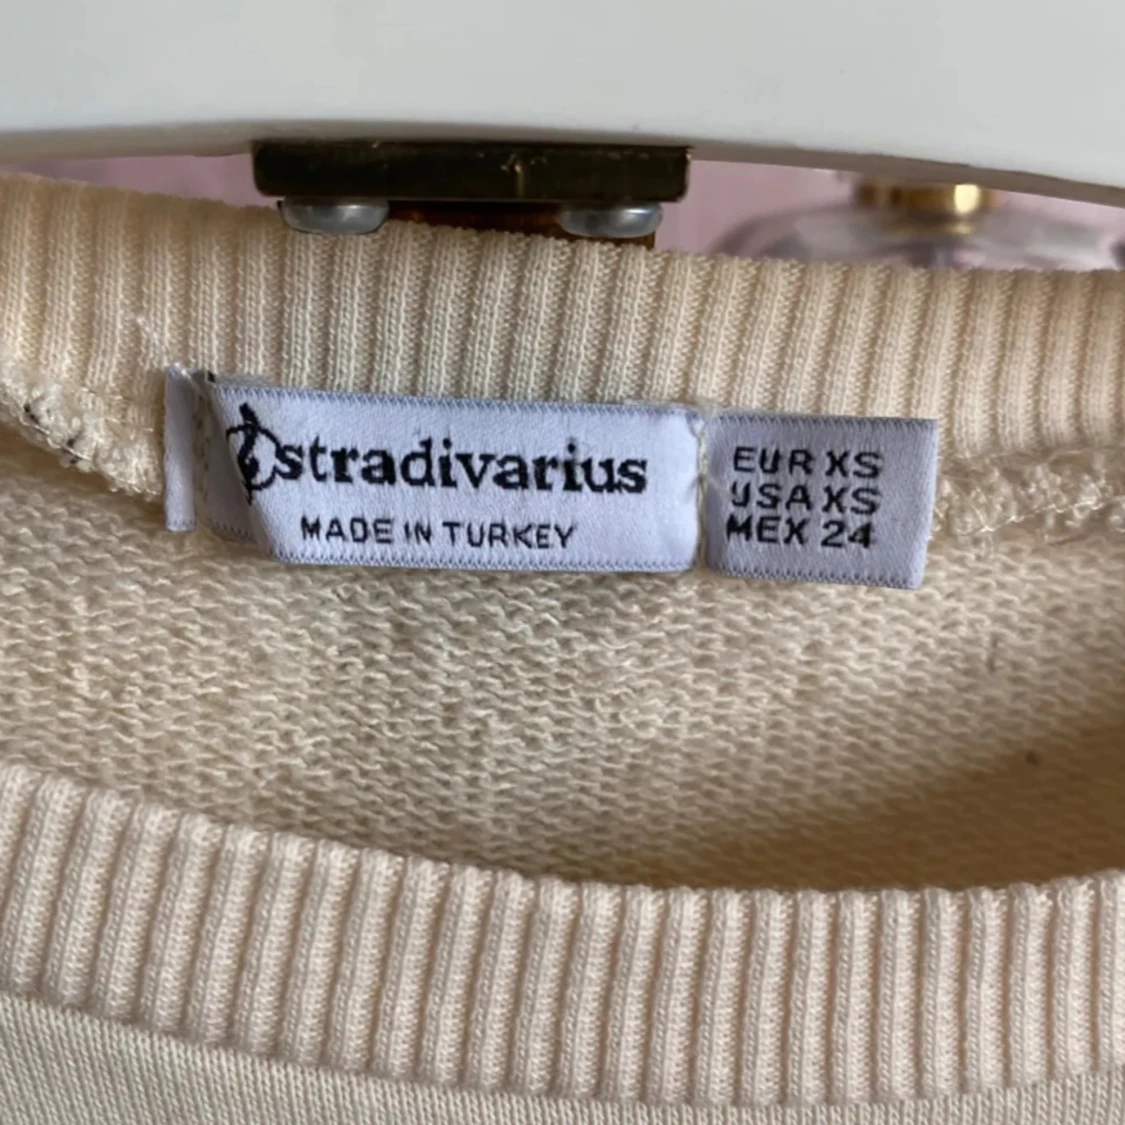 stradivarius
MADE IN TURKEY
EUR XS
USA XS
MEX 24